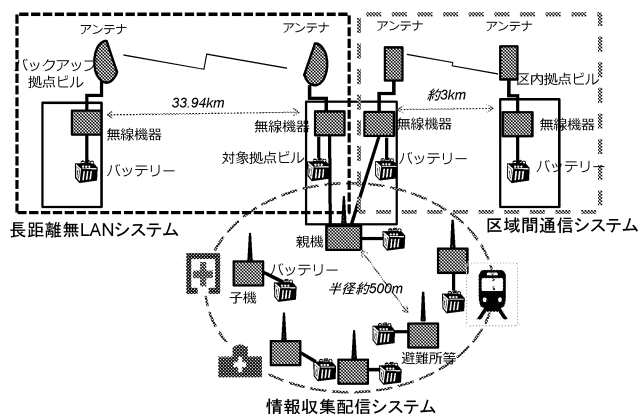 アンテナ
アンテナ
アンテナ
アンテナ
バックアップ
拠点ビル
区内拠点ビル
33.94km
約3km
無線機器
無線機器
無線機器
無線機器
バッテリー
対象拠点ビル
バッテリー
バッテリー
長距離無LANシステム
区域間通信システム
親機
バッテリー
子機
半径約500m
避難所等
情報収集配信システム